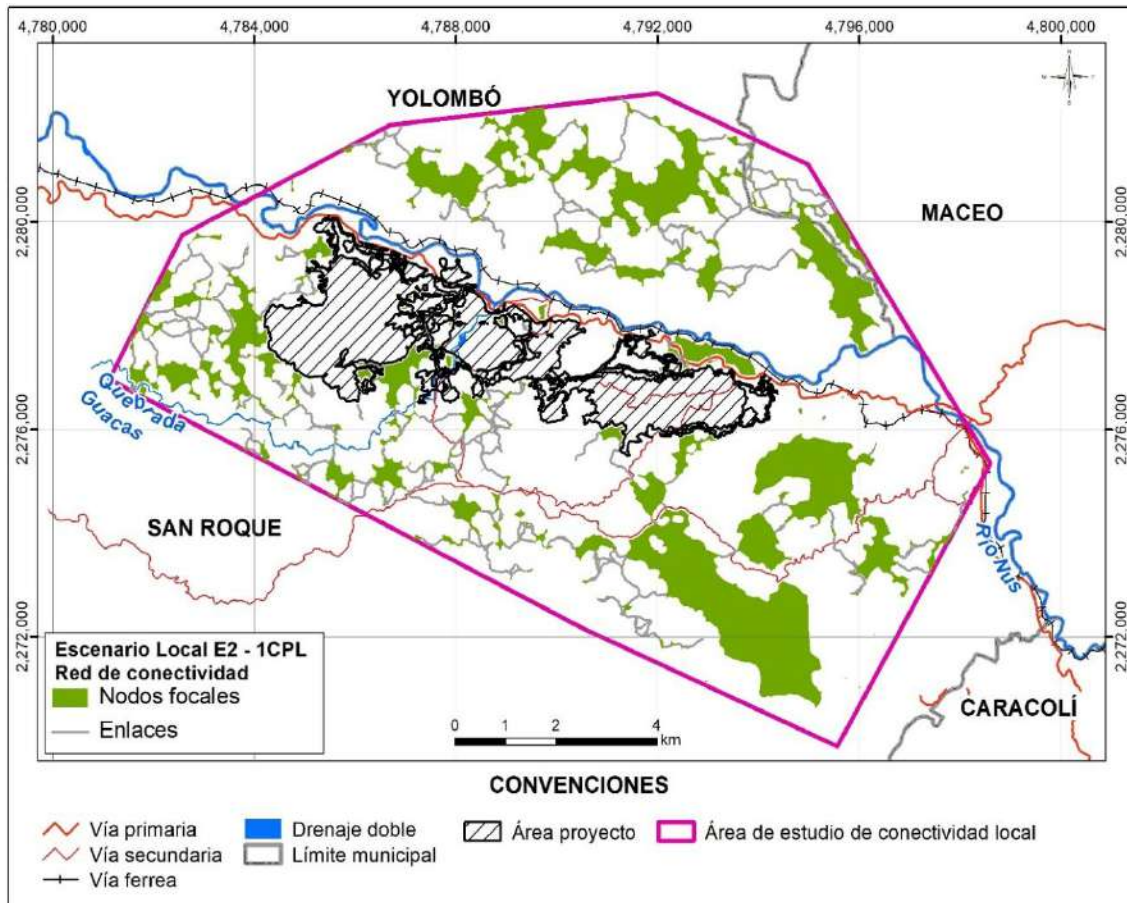 4,780,000 4,784,000 4,788,000 4,792,000 4,796,000 4,800,000
YOLOMBÓ
MACEO
2,280,000 2,280,000
Quebrada
Guacas
2,276,000 2,276,000
SAN ROQUE
Río Nus
2,272,000 2,272,000
CARACOLÍ
Escenario Local E2 - 1CPL
Red de conectividad
Nodos focales
Enlaces
0 1 2 4
km
CONVENCIONES
Vía primaria Drenaje doble Área proyecto Área de estudio de conectividad local
Vía secundaria Límite municipal
Vía ferrea